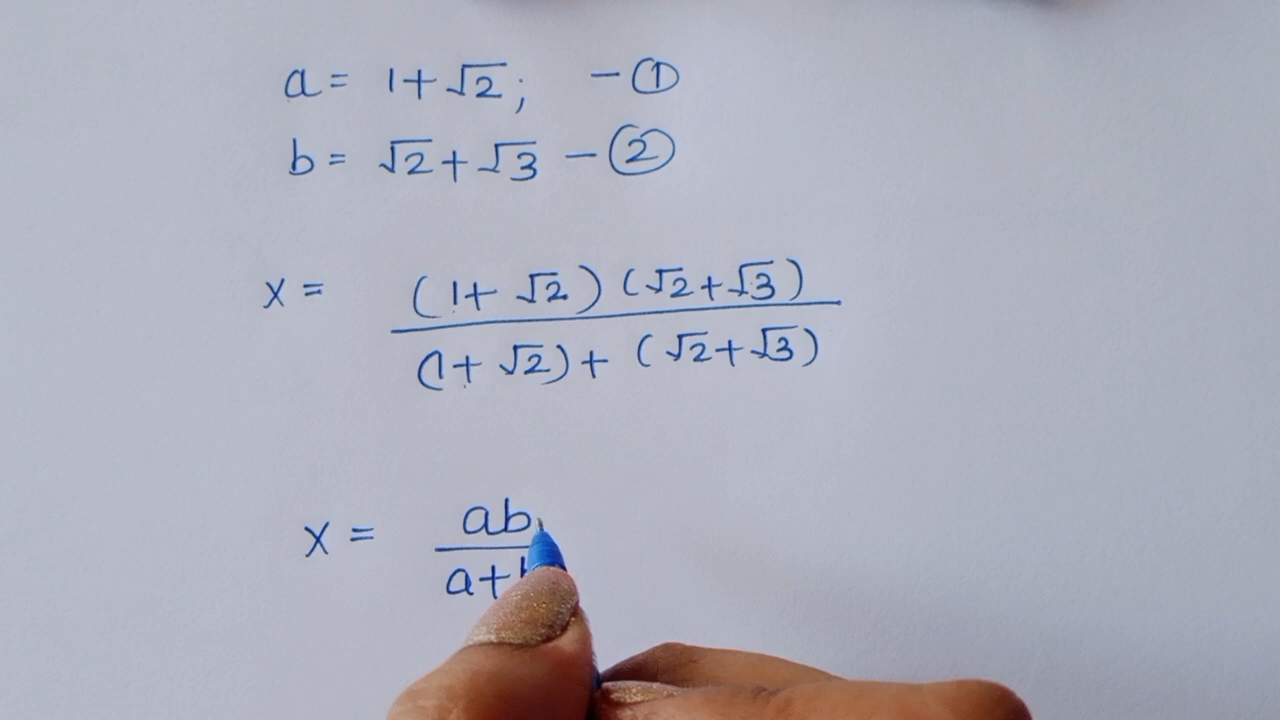 a = 1+√2; - ①
b = √2+√3 - ②
x = (1+√2)(√2+√3)
(1+√2)+(√2+√3)
x = ab
a+